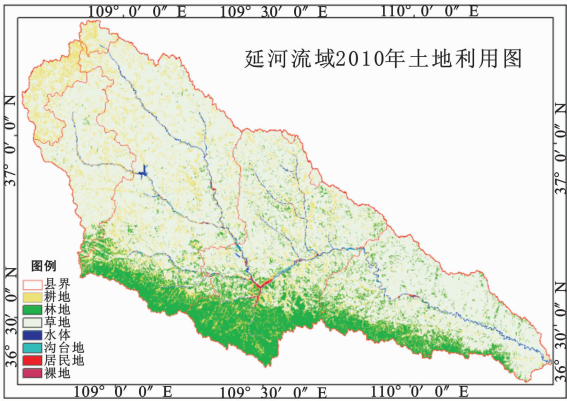 109° 0′ 0″ E 109° 30′ 0″ E 110° 0′ 0″ E
延河流域2010年土地利用图
37° 0′ 0″ N
37° 0′ 0″ N
36° 30′ 0″ N
36° 30′ 0″ N
图例
县界
耕地
林地
草地
水体
沟台地
居民地
裸地
109° 0′ 0″ E 109° 30′ 0″ E 110° 0′ 0″ E